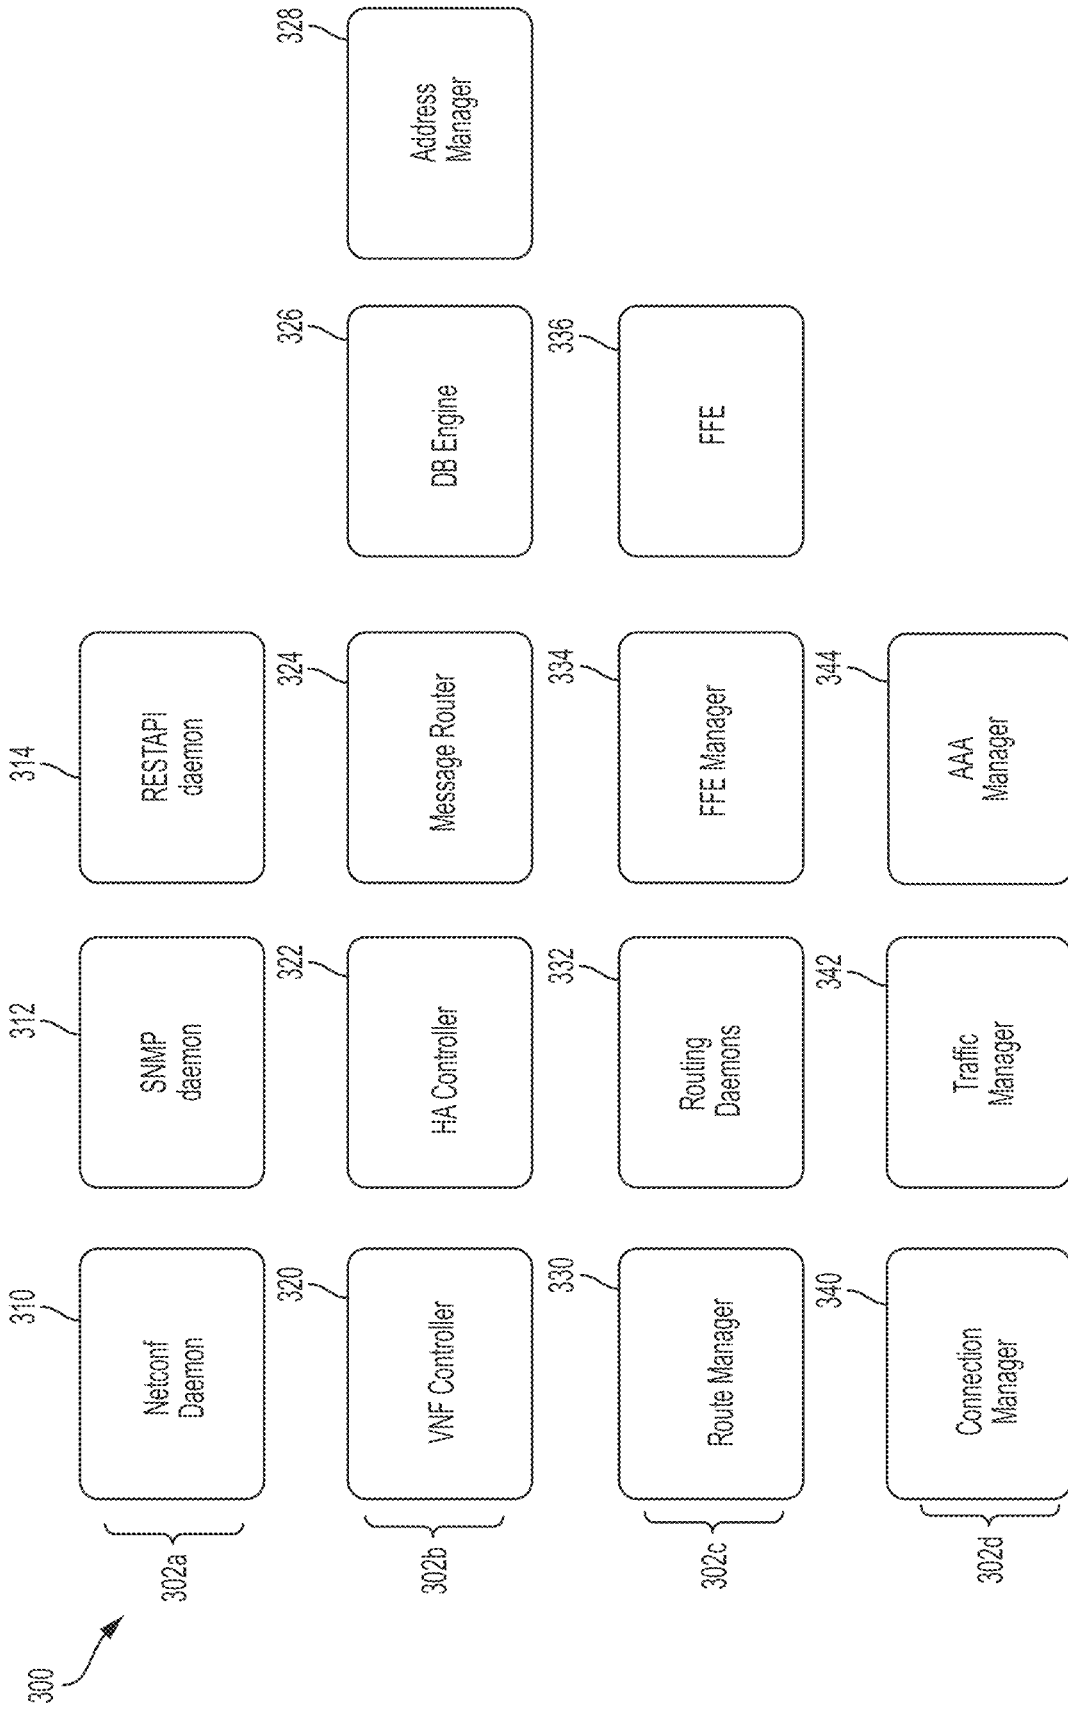 300
302a
310
Netconf
Daemon
312
SNMP
daemon
314
RESTAPI
daemon
302b
320
VNF Controller
322
HA Controller
324
Message Router
326
DB Engine
328
Address
Manager
302c
330
Route Manager
332
Routing
Daemons
334
FFE Manager
336
FFE
302d
340
Connection
Manager
342
Traffic
Manager
344
AAA
Manager